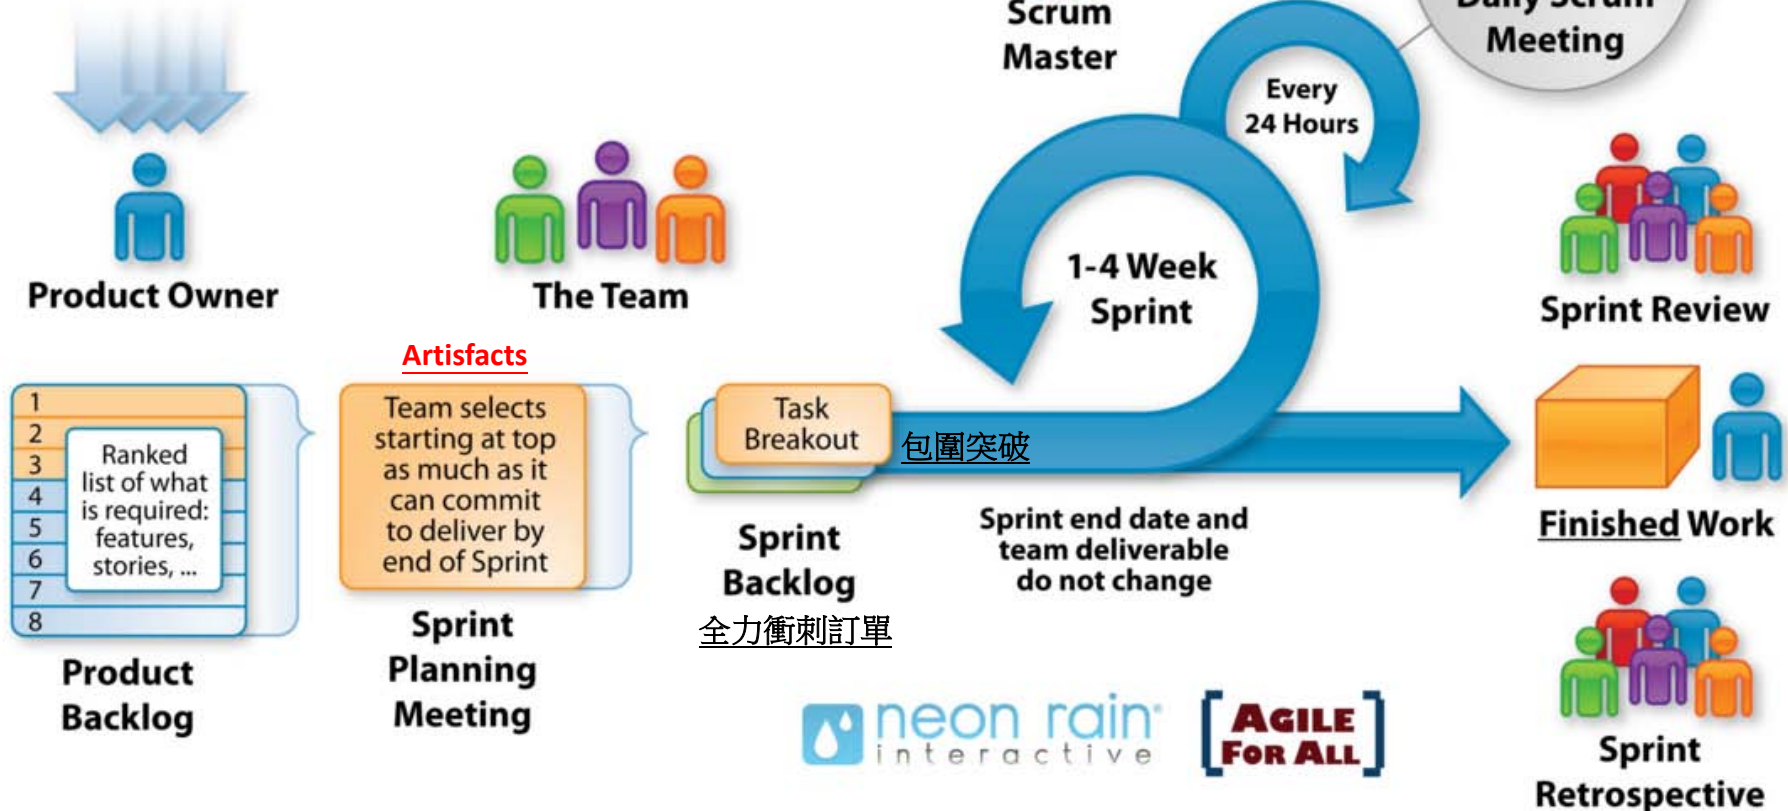 Scrum
Master
Daily Scrum
Meeting
Every
24 Hours
Product Owner
The Team
1-4 Week
Sprint
Sprint Review
Artisfacts
1
2
3
4
5
6
7
8
Ranked
list of what
is required:
features,
stories, ...
Product
Backlog
Team selects
starting at top
as much as it
can commit
to deliver by
end of Sprint
Sprint
Planning
Meeting
Task
Breakout
包圍突破
Sprint
Backlog
全力衝刺訂單
Sprint end date and
team deliverable
do not change
Finished Work
neon rain
interactive
AGILE
FOR ALL
Sprint
Retrospective